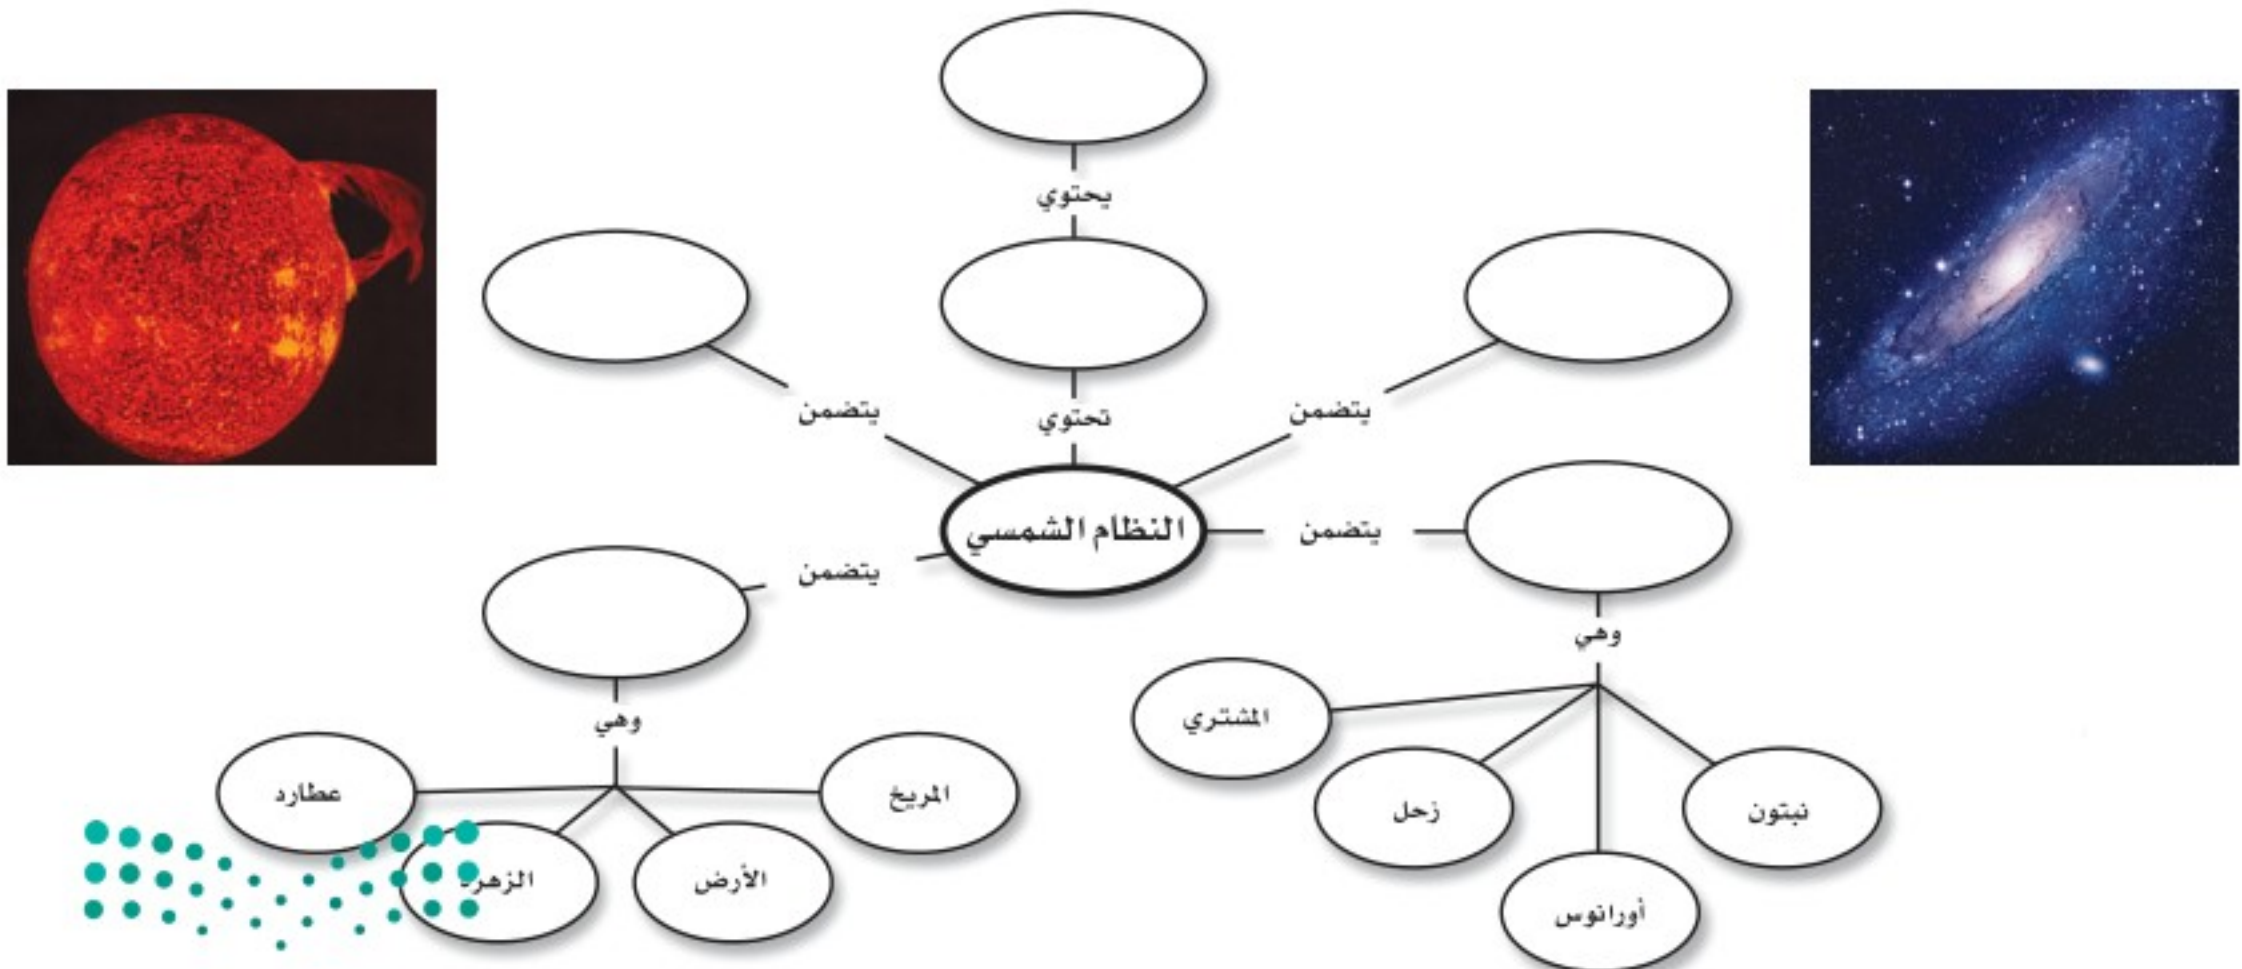 يحتوي
تحتوي
يتضمن
يتضمن
النظام الشمسي
يتضمن
يتضمن
وهي
المشتري
زحل
أورانوس
نبتون
وهي
المريخ
الأرض
الزهرة
عطارد